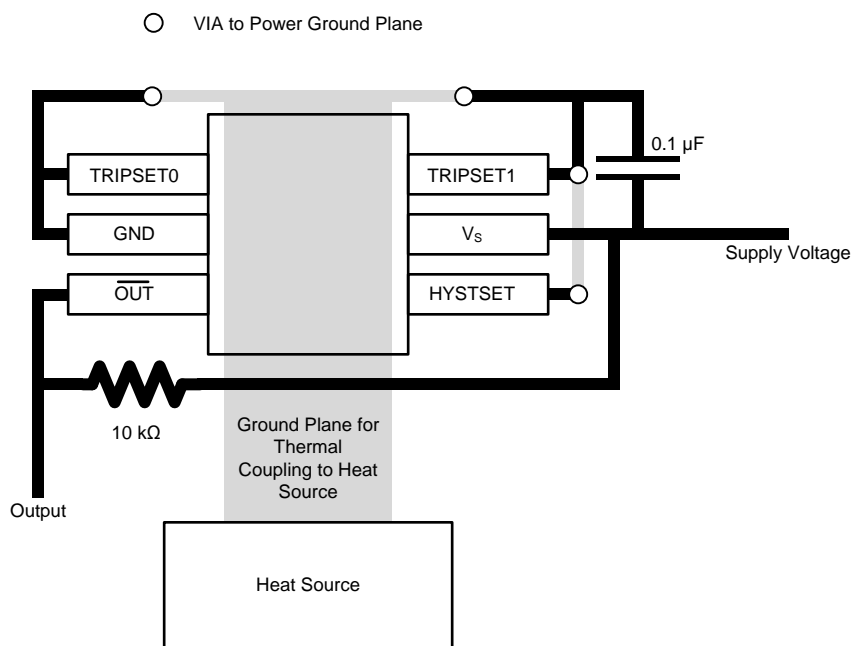 VIA to Power Ground Plane
0.1 µF
TRIPSET0
TRIPSET1
GND
VS
Supply Voltage
OUT
HYSTSET
10 kΩ
Ground Plane for
Thermal
Coupling to Heat
Source
Output
Heat Source